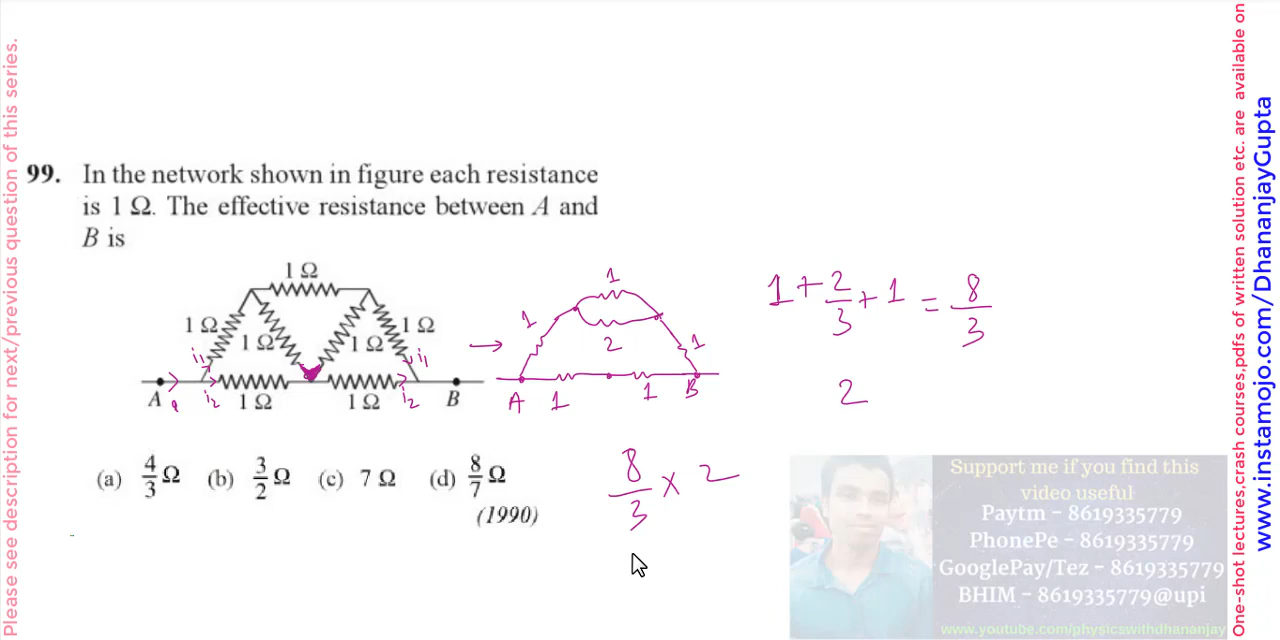 Please see description for next/previous question of this series.
99. In the network shown in figure each resistance
is 1 Ω. The effective resistance between A and
B is
1 Ω
1 Ω 1 Ω 1 Ω 1 Ω
i₁ i₁
A i i₂ 1 Ω 1 Ω i₂ B
(a) 4/3 Ω (b) 3/2 Ω (c) 7 Ω (d) 8/7 Ω
(1990)
→
1
1 2 1
A 1 1 B
1 + 2/3 + 1 = 8/3
2
8/3 × 2
Support me if you find this
video useful
Paytm - 8619335779
PhonePe - 8619335779
GooglePay/Tez - 8619335779
BHIM - 8619335779@upi
www.youtube.com/physicswithdhananjay
One-shot lectures,crash courses,pdfs of written solution etc. are available on
www.instamojo.com/DhananjayGupta